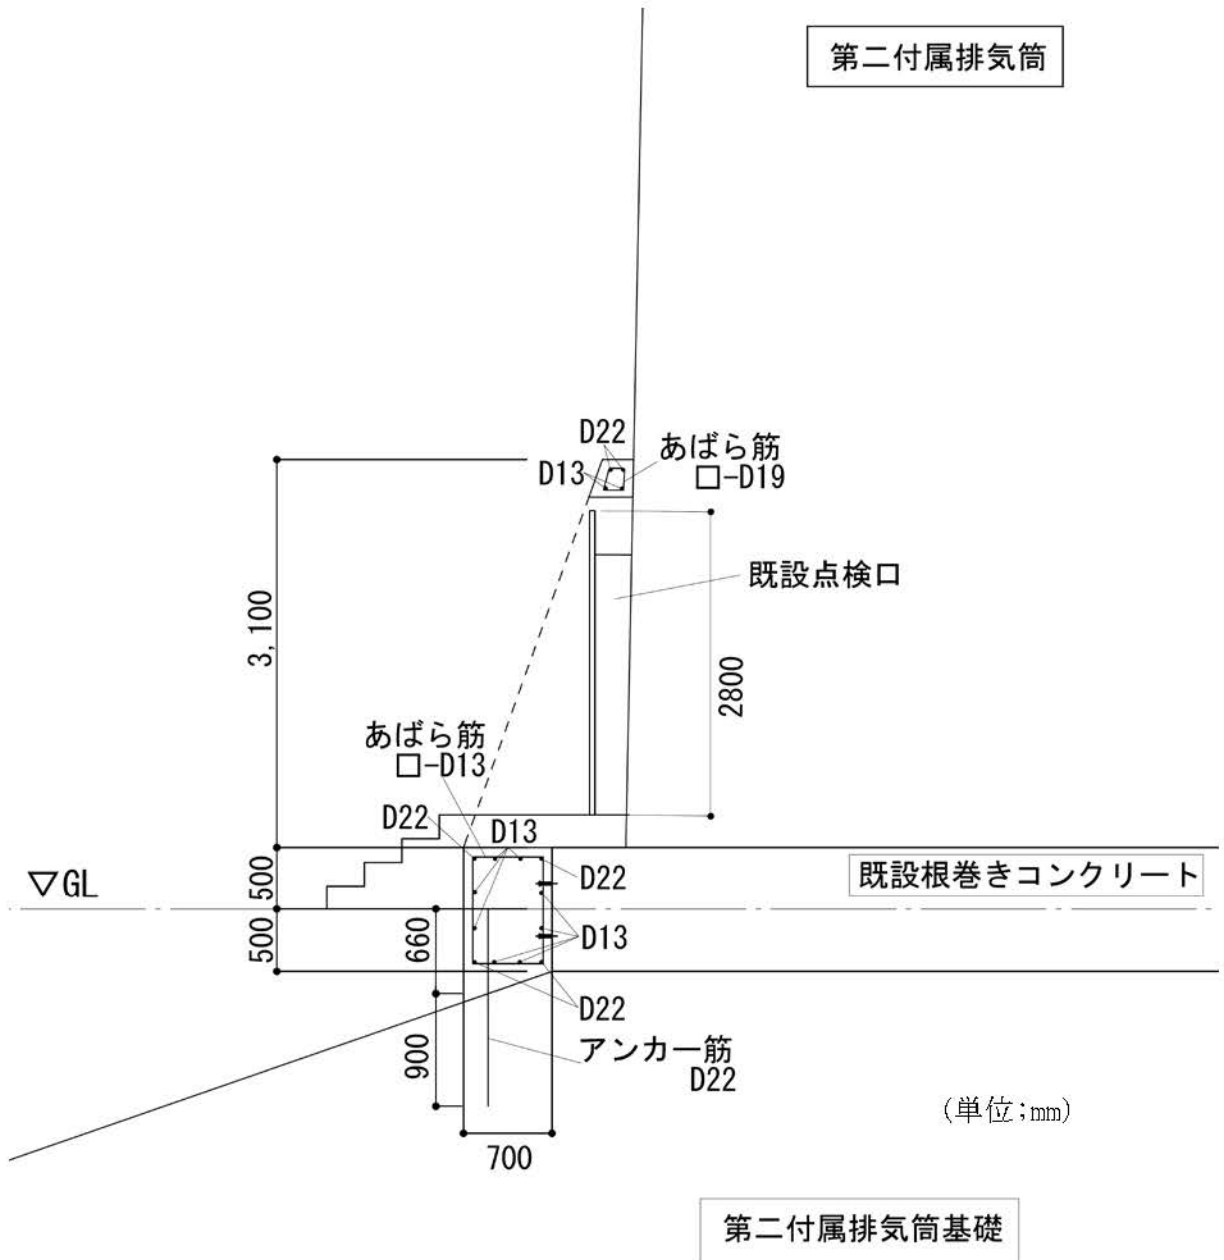 第二付属排気筒
D22
あばら筋
D13
□-D19
既設点検口
3,100
2800
あばら筋
□-D13
D22
D13
▽GL
500
D22
既設根巻きコンクリート
500
660
D13
D22
900
アンカー筋
D22
(単位;mm)
700
第二付属排気筒基礎